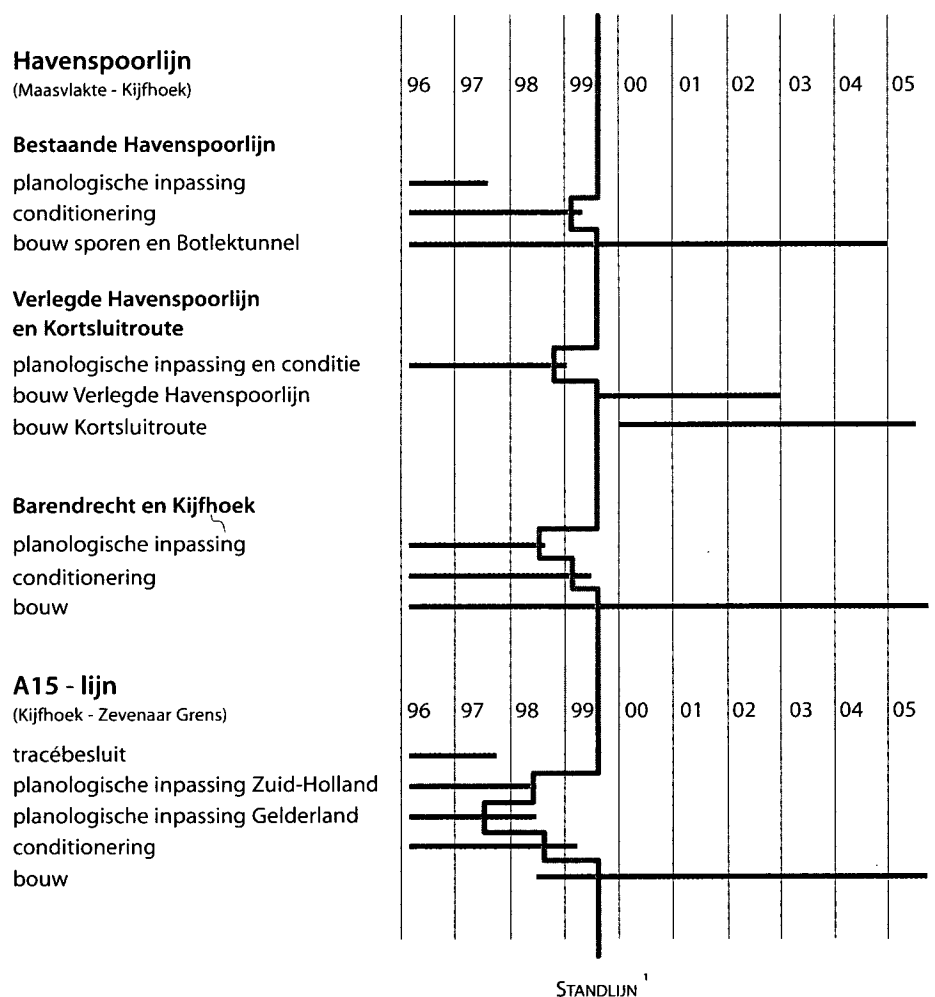 Havenspoorlijn
(Maasvlakte - Kijfhoek)
96 97 98 99 00 01 02 03 04 05
Bestaande Havenspoorlijn
planologische inpassing
conditionering
bouw sporen en Botlektunnel
Verlegde Havenspoorlijn
en Kortsluitroute
planologische inpassing en conditie
bouw Verlegde Havenspoorlijn
bouw Kortsluitroute
Barendrecht en Kijfhoek
planologische inpassing
conditionering
bouw
A15 - lijn
(Kijfhoek - Zevenaar Grens)
96 97 98 99 00 01 02 03 04 05
tracébesluit
planologische inpassing Zuid-Holland
planologische inpassing Gelderland
conditionering
bouw
STANDLIJN ¹